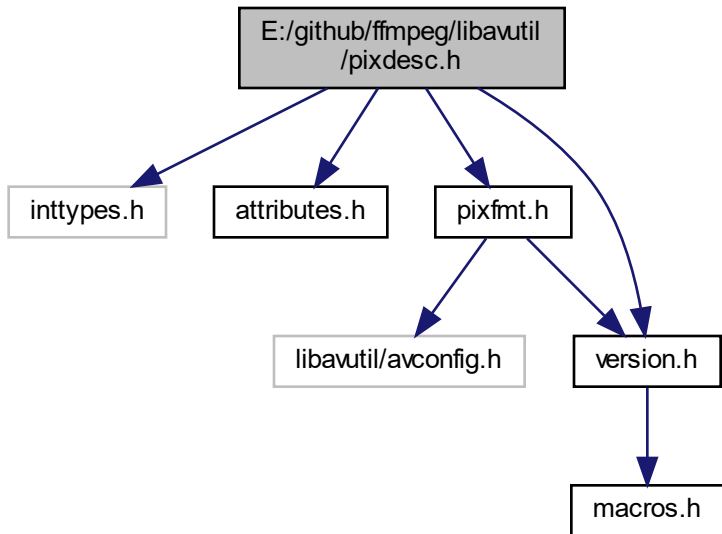 E:/github/ffmpeg/libavutil
/pixdesc.h
inttypes.h
attributes.h
pixfmt.h
libavutil/avconfig.h
version.h
macros.h